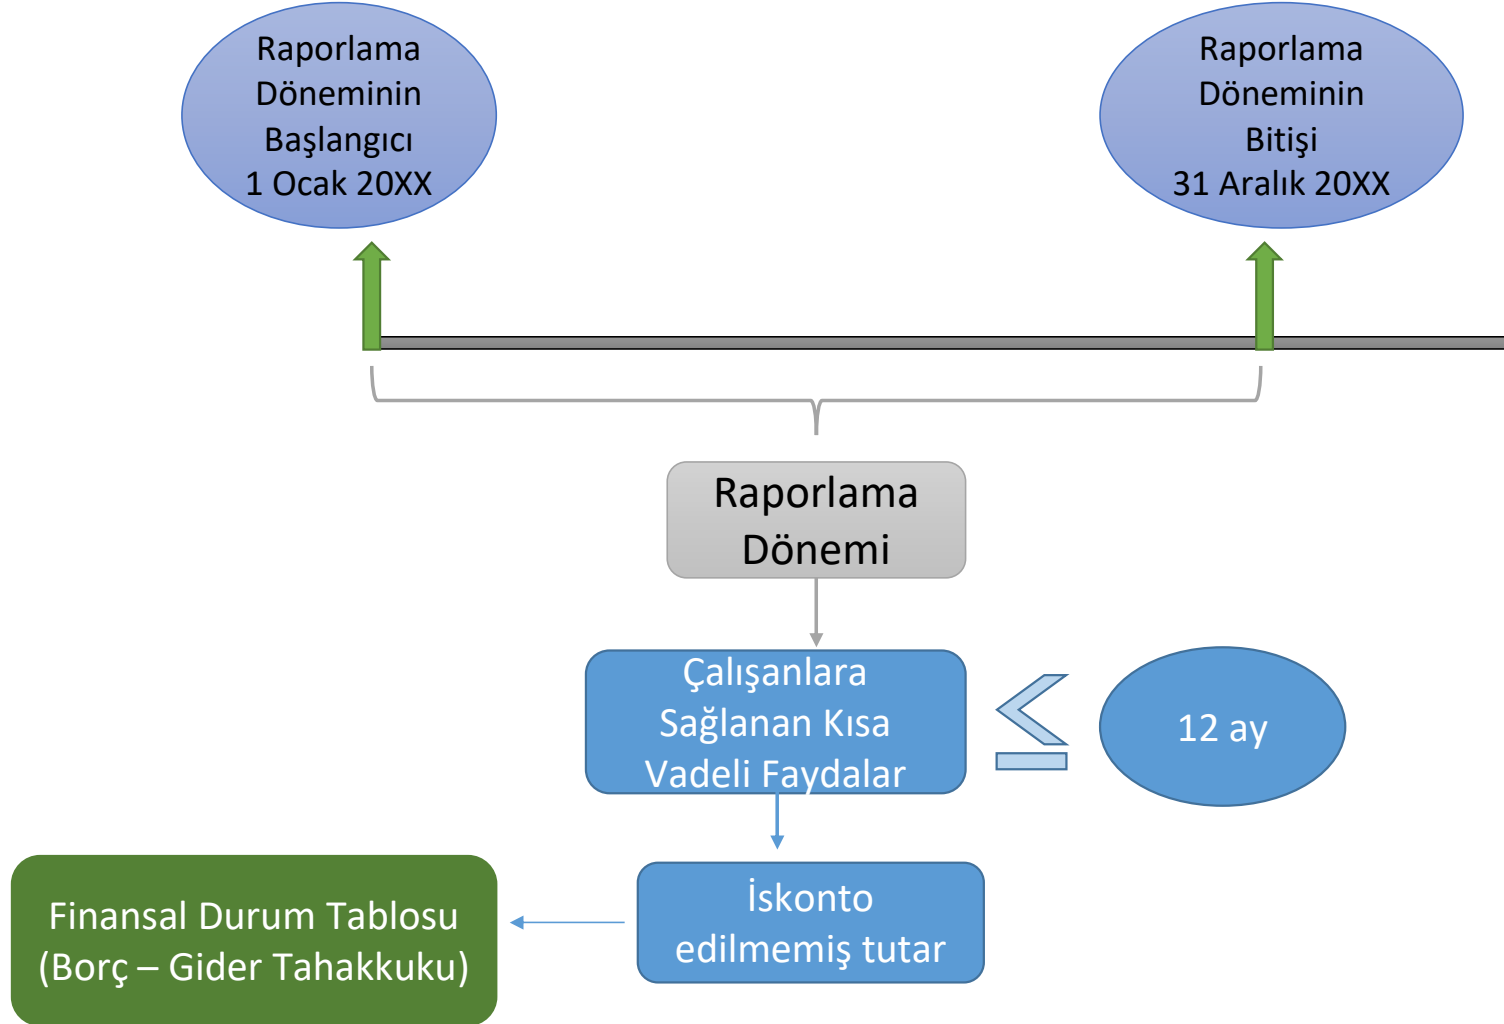 Raporlama
Döneminin
Başlangıcı
1 Ocak 20XX
Raporlama
Döneminin
Bitişi
31 Aralık 20XX
Raporlama
Dönemi
Çalışanlara
Sağlanan Kısa
Vadeli Faydalar
≤
12 ay
İskonto
edilmemiş tutar
Finansal Durum Tablosu
(Borç – Gider Tahakkuku)